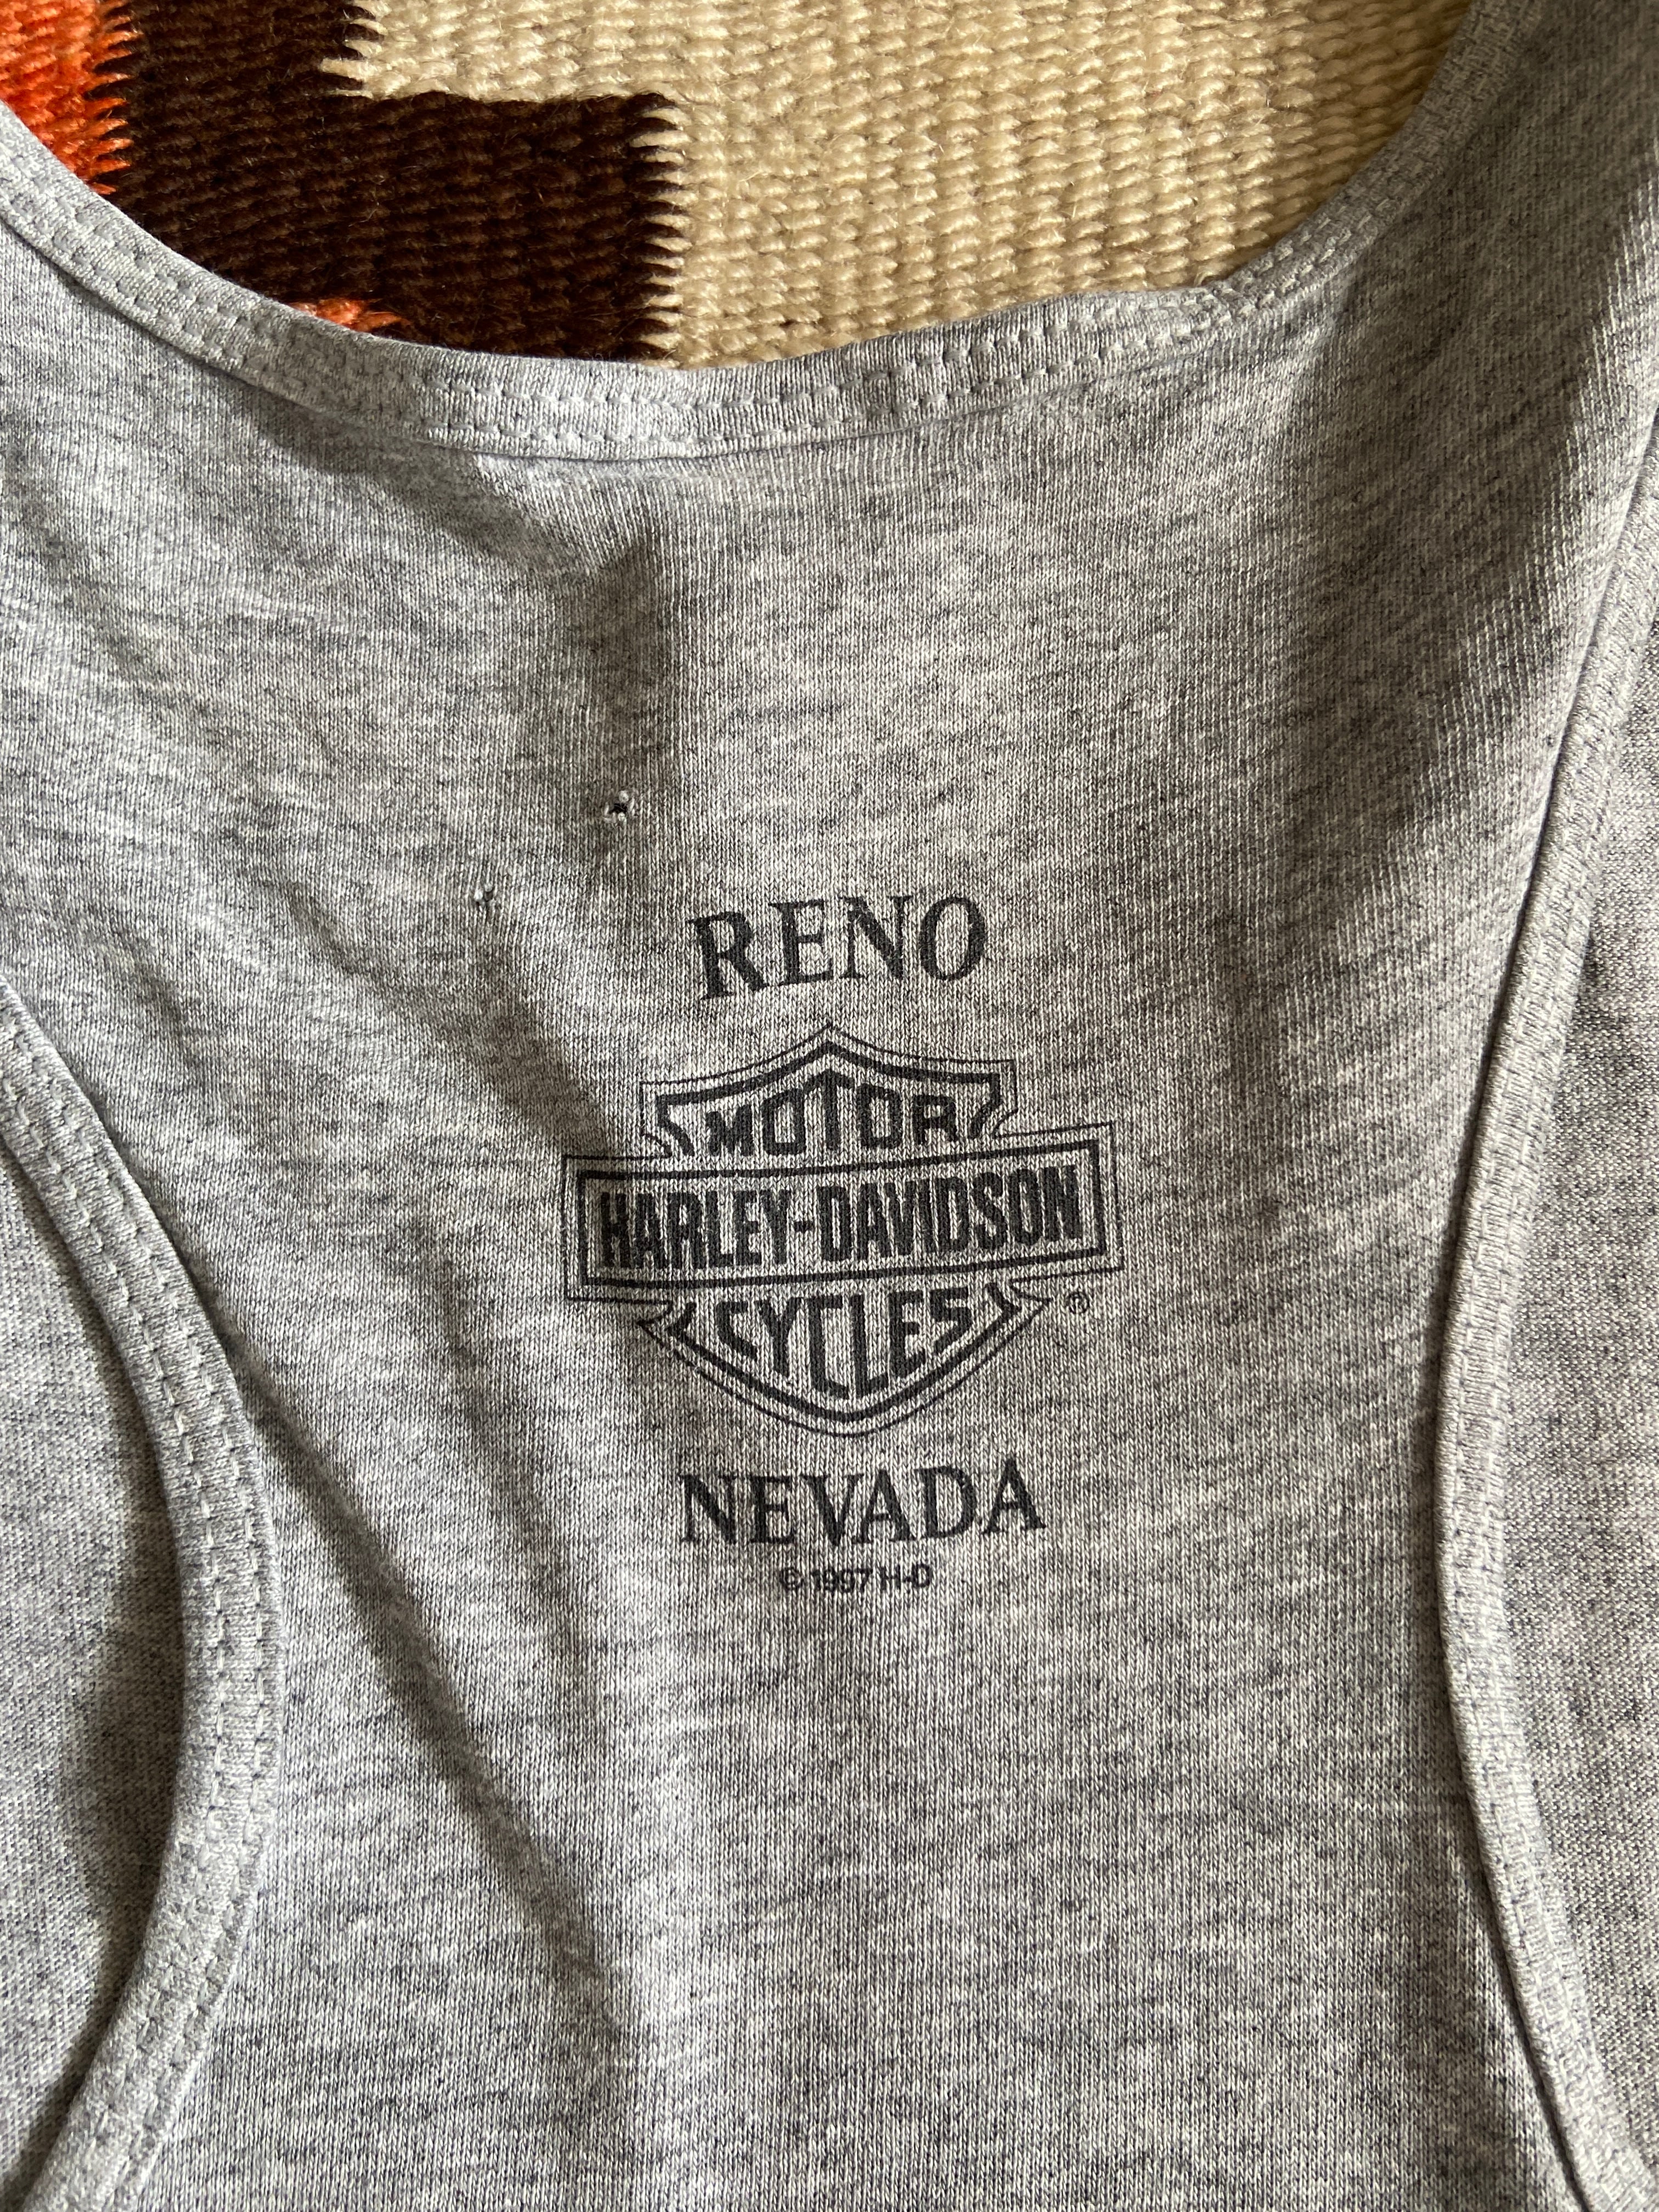 RENO
MOTOR
HARLEY-DAVIDSON
CYCLES ®
NEVADA
© 1997 H-D